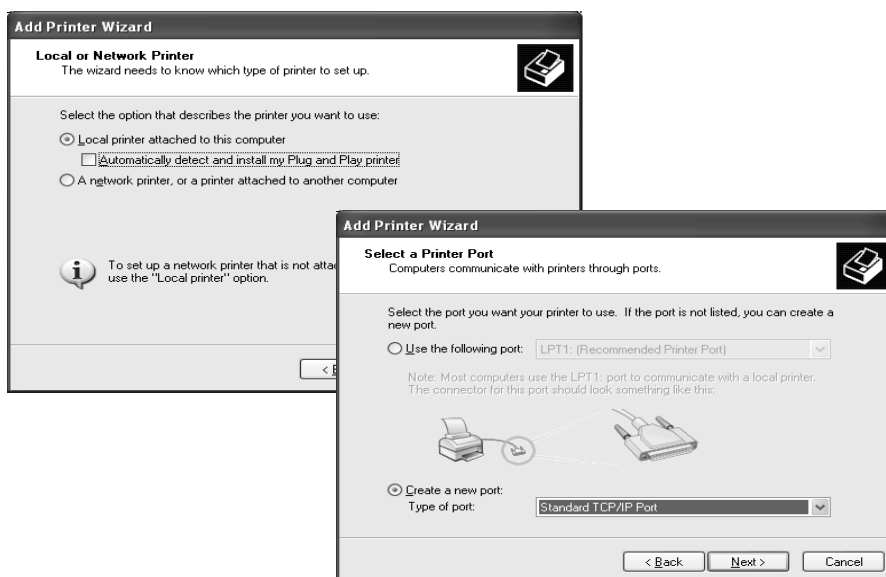 Add Printer Wizard
Local or Network Printer
The wizard needs to know which type of printer to set up.
Select the option that describes the printer you want to use:
Local printer attached to this computer
Automatically detect and install my Plug and Play printer
A network printer, or a printer attached to another computer
To set up a network printer that is not
use the "Local printer" option.
<
Add Printer Wizard
Select a Printer Port
Computers communicate with printers through ports.
Select the port you want your printer to use. If the port is not listed, you can create a
new port.
Use the following port: LPT1: (Recommended Printer Port)
Note: Most computers use the LPT1: port to communicate with a local printer.
The connector for this port should look something like this:
Create a new port:
Type of port: Standard TCP/IP Port
< Back Next > Cancel